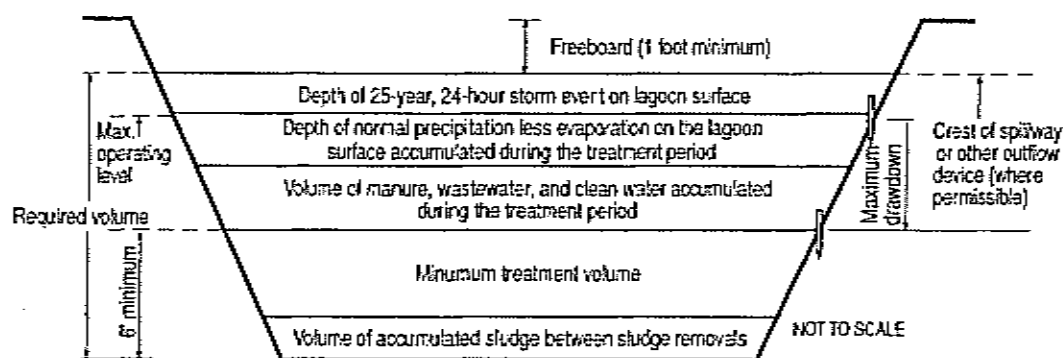 Freeboard (1 foot minimum)
Depth of 25-year, 24-hour storm event on lagoon surface
Max.
operating
level
Depth of normal precipitation less evaporation on the lagoon
surface accumulated during the treatment period
Crest of spillway
or other outflow
device (where
permissible)
Maximum
drawdown
Volume of manure, wastewater, and clean water accumulated
during the treatment period
Required volume
6' minimum
Minumum treatment volume
Volume of accumulated sludge between sludge removals
NOT TO SCALE